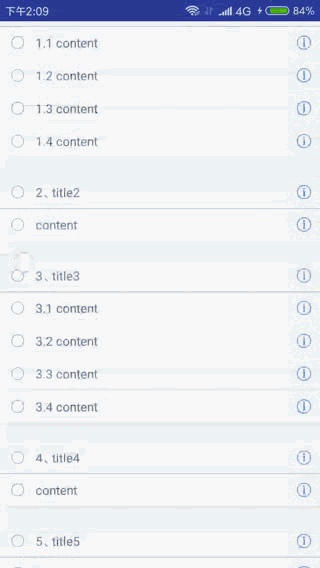 下午2:09 4G 84%
1.1 content
1.2 content
1.3 content
1.4 content
2、title2
content
3、title3
3.1 content
3.2 content
3.3 content
3.4 content
4、title4
content
5、title5